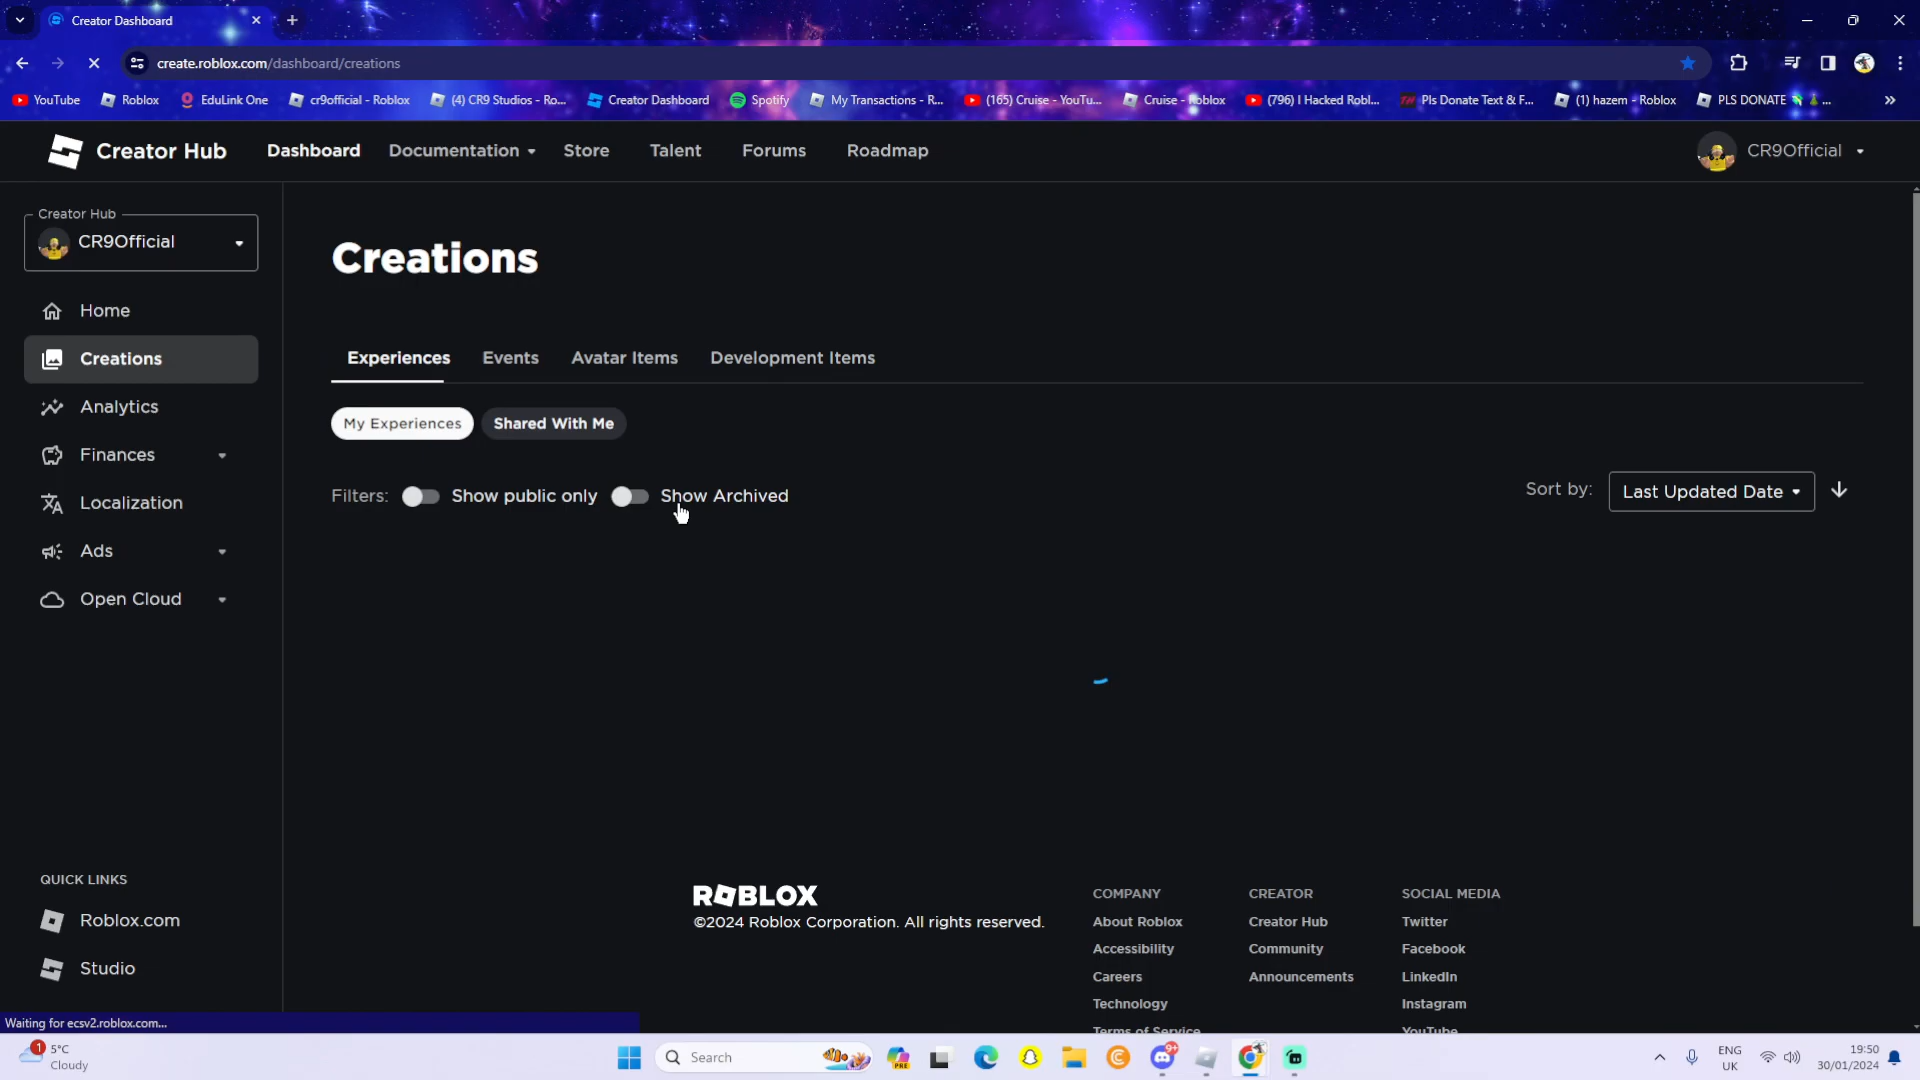 Creator Dashboard
create.roblox.com/dashboard/creations
YouTube
Roblox
EduLink One
cr9official - Roblox
(4) CR9 Studios - Ro...
Creator Dashboard
Spotify
My Transactions - R...
(165) Cruise - YouTu...
Cruise - Roblox
(796) I Hacked Robl...
Pls Donate Text & F...
(1) hazem - Roblox
PLS DONATE ...
Creator Hub
Dashboard
Documentation
Store
Talent
Forums
Roadmap
CR9Official
Creator Hub
CR9Official
Home
Creations
Analytics
Finances
Localization
Ads
Open Cloud
QUICK LINKS
Roblox.com
Studio
Creations
Experiences
Events
Avatar Items
Development Items
My Experiences
Shared With Me
Filters:
Show public only
Show Archived
Sort by:
Last Updated Date
ROBLOX
©2024 Roblox Corporation. All rights reserved.
COMPANY
About Roblox
Accessibility
Careers
Technology
Terms of Service
CREATOR
Creator Hub
Community
Announcements
SOCIAL MEDIA
Twitter
Facebook
LinkedIn
Instagram
YouTube
Waiting for ecsv2.roblox.com...
1
5°C
Cloudy
Search
PRE
9+
ENG
UK
19:50
30/01/2024